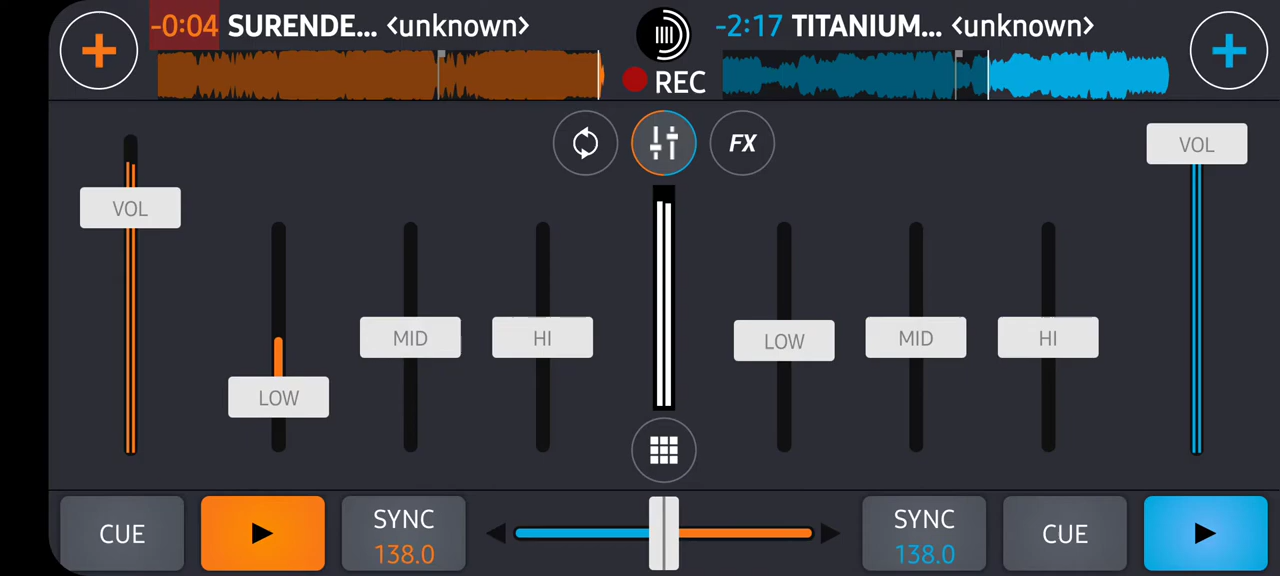 -0:04 SURENDE... <unknown>
-2:17 TITANIUM... <unknown>
REC
FX
VOL
VOL
LOW
MID
HI
LOW
MID
HI
CUE
SYNC
138.0
SYNC
138.0
CUE